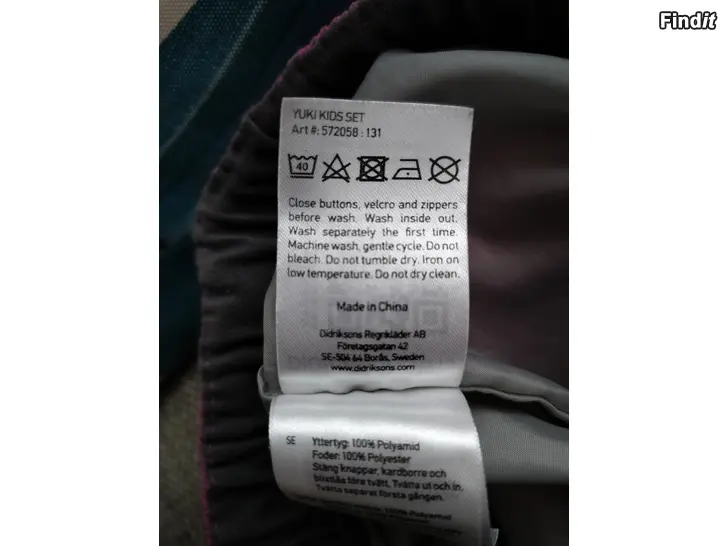 Findit
YUKI KIDS SET
Art #: 572058 : 131
40
Close buttons, velcro and zippers
before wash. Wash inside out.
Wash separately the first time.
Machine wash, gentle cycle. Do not
bleach. Do not tumble dry. Iron on
low temperature. Do not dry clean.
Made in China
Didriksons Regnkläder AB
Företagsgatan 42
SE-504 64 Borås, Sweden
www.didriksons.com
SE
Yttertyg: 100% Polyamid
Foder: 100% Polyester
Stäng knappar, kardborre och
blixtlås före tvätt. Tvätta ut och in.
Tvätta separat första gången.
100% Polyamid